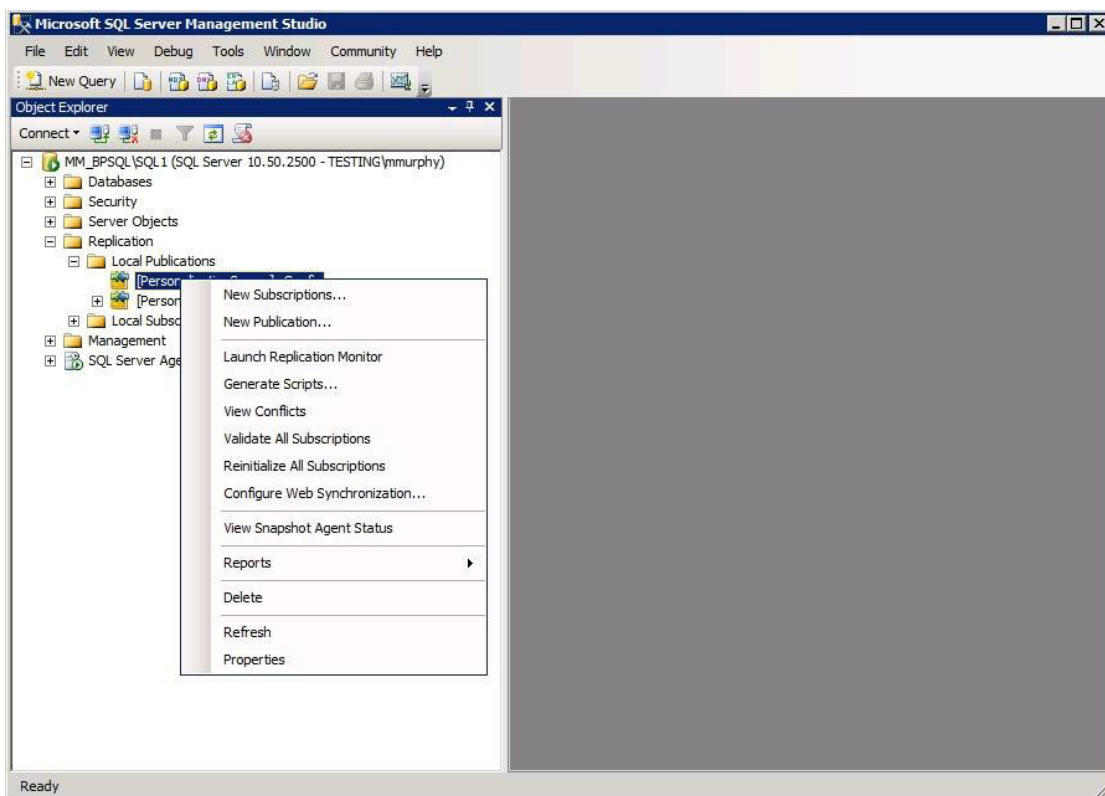 Microsoft SQL Server Management Studio
File Edit View Debug Tools Window Community Help
New Query
Object Explorer
Connect
MM_BPSQL\SQL1 (SQL Server 10.50.2500 - TESTING\mmurphy)
Databases
Security
Server Objects
Replication
Local Publications
[Person
[Person
Local Subsc
Management
SQL Server Age
New Subscriptions...
New Publication...
Launch Replication Monitor
Generate Scripts...
View Conflicts
Validate All Subscriptions
Reinitialize All Subscriptions
Configure Web Synchronization...
View Snapshot Agent Status
Reports
Delete
Refresh
Properties
Ready